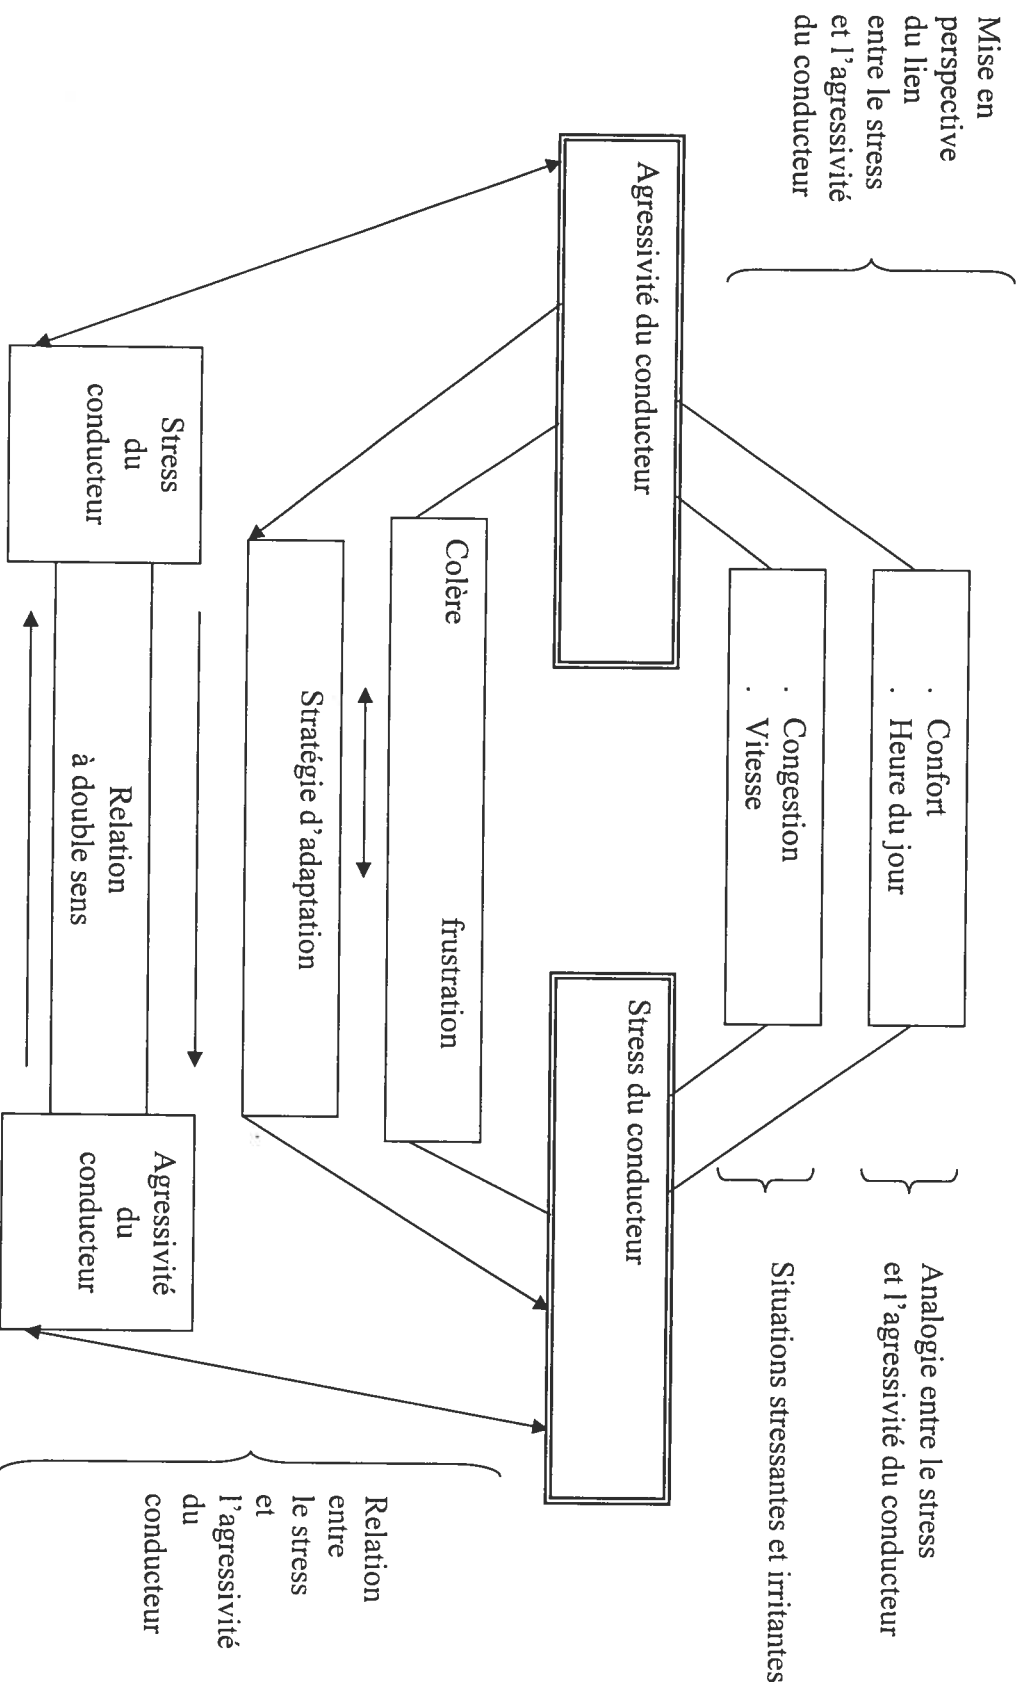 Mise en
perspective
du lien
entre le stress
et l'agressivité
du conducteur
Analogie entre le stress
et l'agressivité du conducteur
. Confort
. Heure du jour
Situations stressantes et irritantes
. Congestion
. Vitesse
Agressivité du conducteur
Stress du conducteur
Colère
frustration
Stratégie d'adaptation
Stress
du
conducteur
Relation
à double sens
Agressivité
du
conducteur
Relation
entre
le stress
et
l'agressivité
du
conducteur